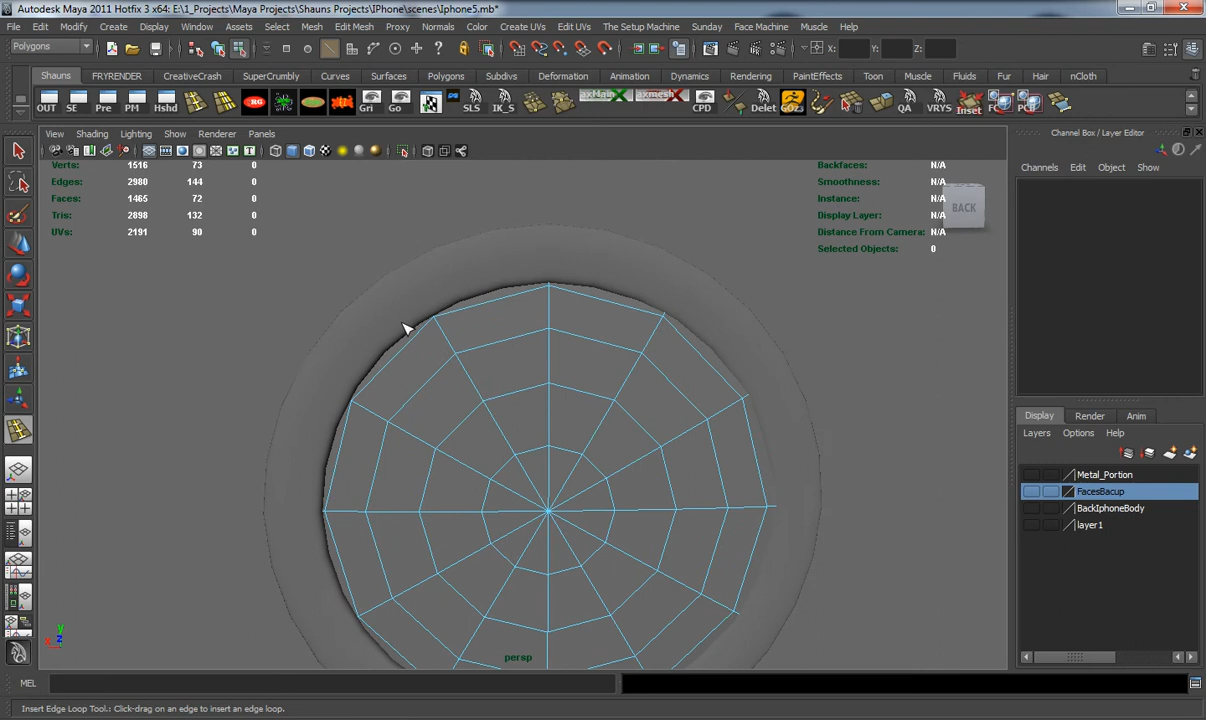 Autodesk Maya 2011 Hotfix 3 x64: E:\1_Projects\Maya Projects\Shauns Projects\IPhone\scenes\Iphone5.mb*
File Edit Modify Create Display Window Assets Select Mesh Edit Mesh Proxy Normals Color Create UVs Edit UVs The Setup Machine Sunday Face Machine Muscle Help
Polygons X: Y: Z:
Shauns FRYRENDER CreativeCrash SuperCrumbly Curves Surfaces Polygons Subdivs Deformation Animation Dynamics Rendering PaintEffects Toon Muscle Fluids Fur Hair nCloth
OUT SE Pre PM Hshd BG Gri Go SLS IK_S axMain axmesh CPD Delet GOz3 QA VRYS Inset
View Shading Lighting Show Renderer Panels
Channel Box / Layer Editor
Channels Edit Object Show
Verts: 1516 73 0 Backfaces: N/A
Edges: 2980 144 0 Smoothness: N/A
Faces: 1465 72 0 Instance: N/A
Tris: 2898 132 0 Display Layer: N/A
UVs: 2191 90 0 Distance From Camera: N/A
Selected Objects: 0
BACK
Display Render Anim
Layers Options Help
Metal_Portion
FacesBacup
BackIphoneBody
layer1
y
x z
persp
MEL
Insert Edge Loop Tool.: Click-drag on an edge to insert an edge loop.